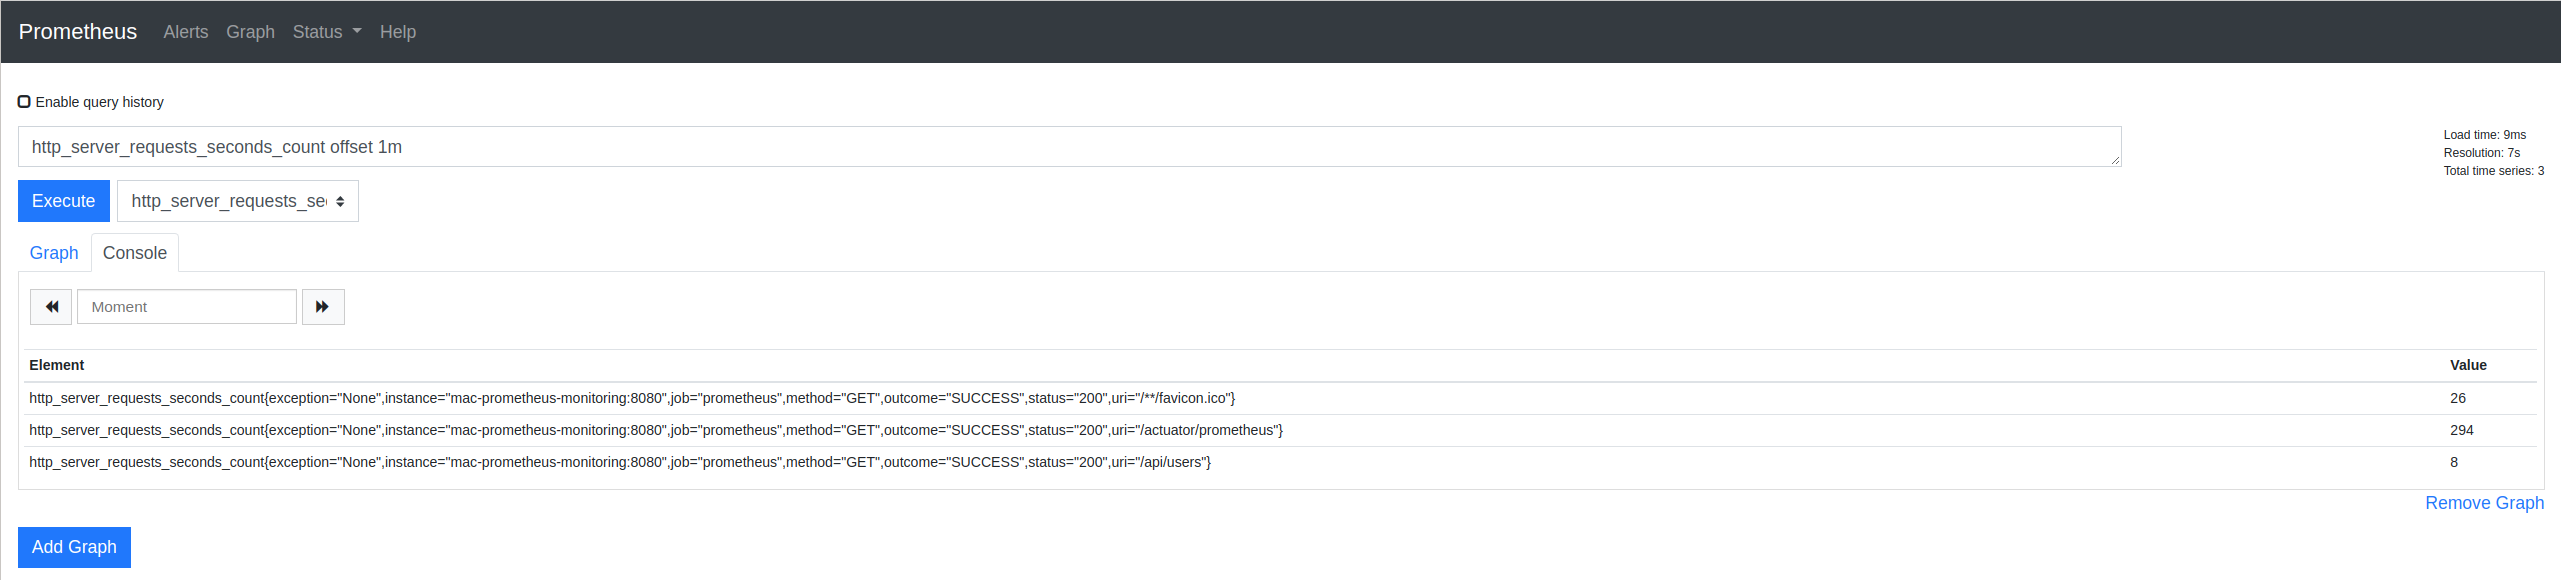 Prometheus Alerts Graph Status Help
Enable query history
http_server_requests_seconds_count offset 1m
Load time: 9ms
Resolution: 7s
Total time series: 3
Execute http_server_requests_se
Graph Console
Moment
Element Value
http_server_requests_seconds_count{exception="None",instance="mac-prometheus-monitoring:8080",job="prometheus",method="GET",outcome="SUCCESS",status="200",uri="/**/favicon.ico"} 26
http_server_requests_seconds_count{exception="None",instance="mac-prometheus-monitoring:8080",job="prometheus",method="GET",outcome="SUCCESS",status="200",uri="/actuator/prometheus"} 294
http_server_requests_seconds_count{exception="None",instance="mac-prometheus-monitoring:8080",job="prometheus",method="GET",outcome="SUCCESS",status="200",uri="/api/users"} 8
Remove Graph
Add Graph